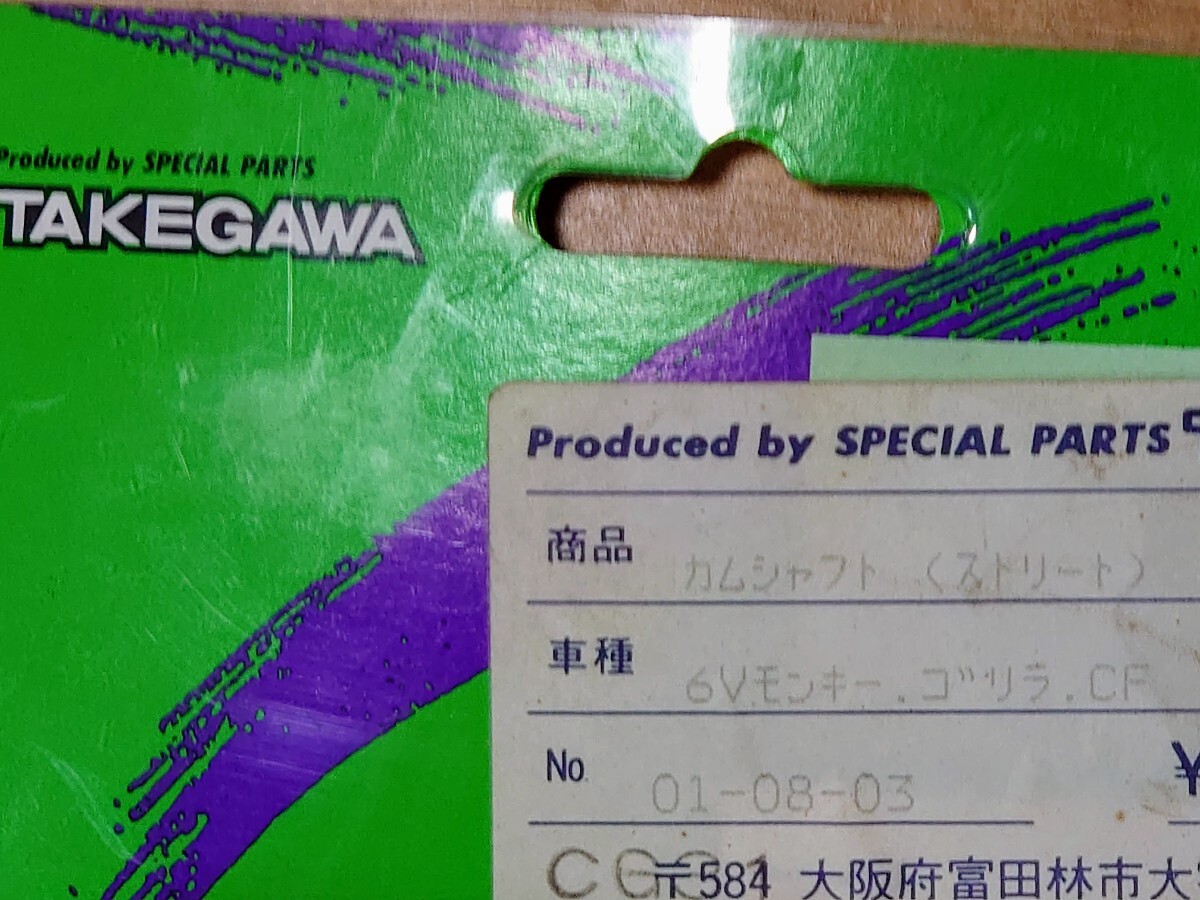 Produced by SPECIAL PARTS
TAKEGAWA
Produced by SPECIAL PARTS
商品 カムシャフト (ストリート)
車種 6Vモンキー.ゴリラ.CF
No. 01-08-03 ¥
〒584 大阪府富田林市大